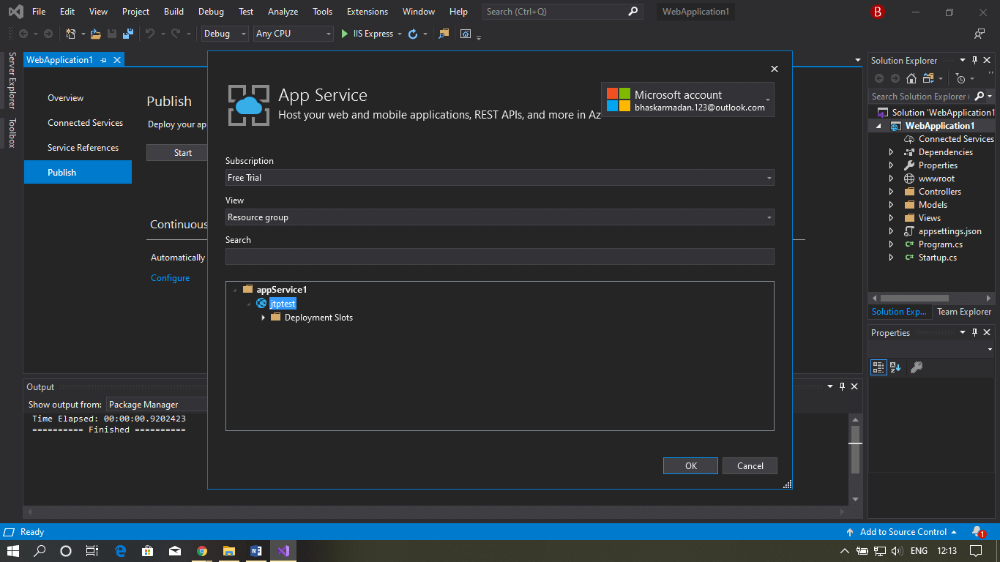 File Edit View Project Build Debug Test Analyze Tools Extensions Window Help Search (Ctrl+Q) WebApplication1 B
Debug Any CPU IIS Express
Server Explorer
Toolbox
WebApplication1
Overview
Connected Services
Service References
Publish
Publish
Deploy your ap
Start
Continuous
Automatically
Configure
App Service
Host your web and mobile applications, REST APIs, and more in Az
Microsoft account
bhaskarmadan.123@outlook.com
Subscription
Free Trial
View
Resource group
Search
appService1
jtptest
Deployment Slots
OK Cancel
Solution Explorer
Search Solution Explorer (
Solution 'WebApplication1
WebApplication1
Connected Services
Dependencies
Properties
wwwroot
Controllers
Models
Views
appsettings.json
C# Program.cs
C# Startup.cs
Solution Exp... Team Explorer
Properties
Output
Show output from: Package Manager
Time Elapsed: 00:00:00.9202423
========== Finished ==========
Ready Add to Source Control 1
ENG 12:13